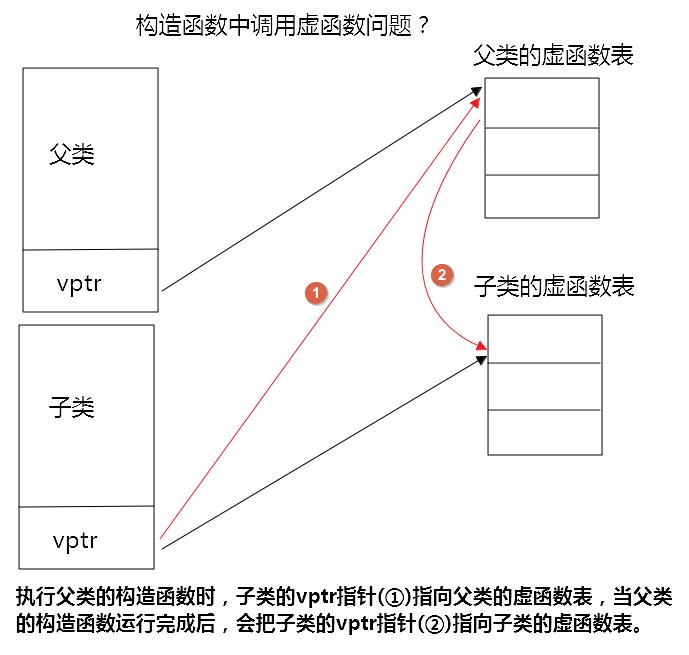 构造函数中调用虚函数问题？
父类的虚函数表
父类
vptr
1
2
子类的虚函数表
子类
vptr
执行父类的构造函数时，子类的vptr指针(①)指向父类的虚函数表，当父类
的构造函数运行完成后，会把子类的vptr指针(②)指向子类的虚函数表。